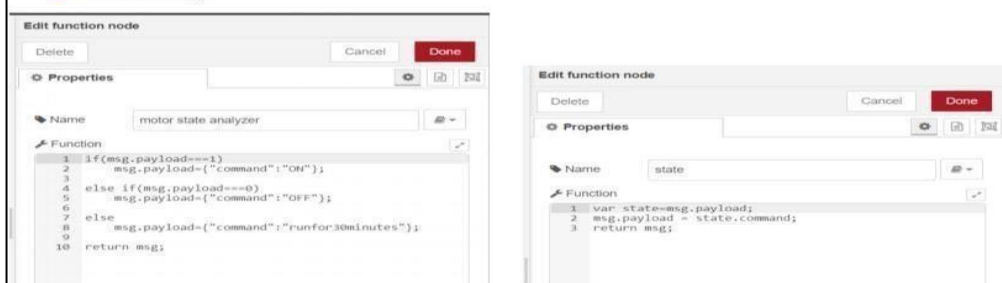 Edit function node
Delete
Cancel
Done
Properties
Name
motor state analyzer
Function
1 if(msg.payload===1)
2 msg.payload={"command":"ON"};
3
4 else if(msg.payload===0)
5 msg.payload={"command":"OFF"};
6
7 else
8 msg.payload={"command":"runfor30minutes"};
9
10 return msg;
Edit function node
Delete
Cancel
Done
Properties
Name
state
Function
1 var state=msg.payload;
2 msg.payload = state.command;
3 return msg;